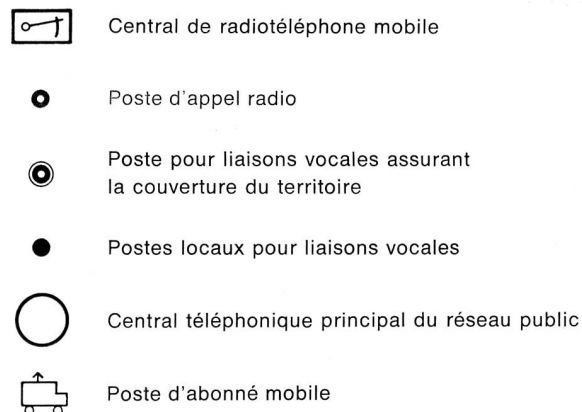 Central de radiotéléphone mobile
Poste d'appel radio
Poste pour liaisons vocales assurant
la couverture du territoire
Postes locaux pour liaisons vocales
Central téléphonique principal du réseau public
Poste d'abonné mobile